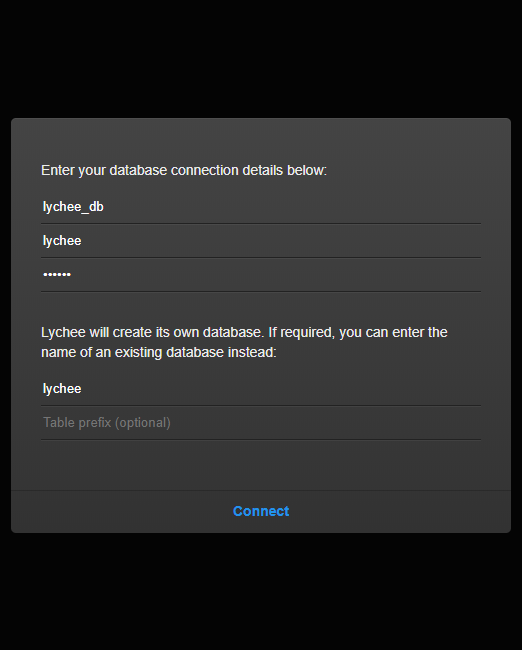 Enter your database connection details below:
lychee_db
lychee
••••••
Lychee will create its own database. If required, you can enter the
name of an existing database instead:
lychee
Table prefix (optional)
Connect